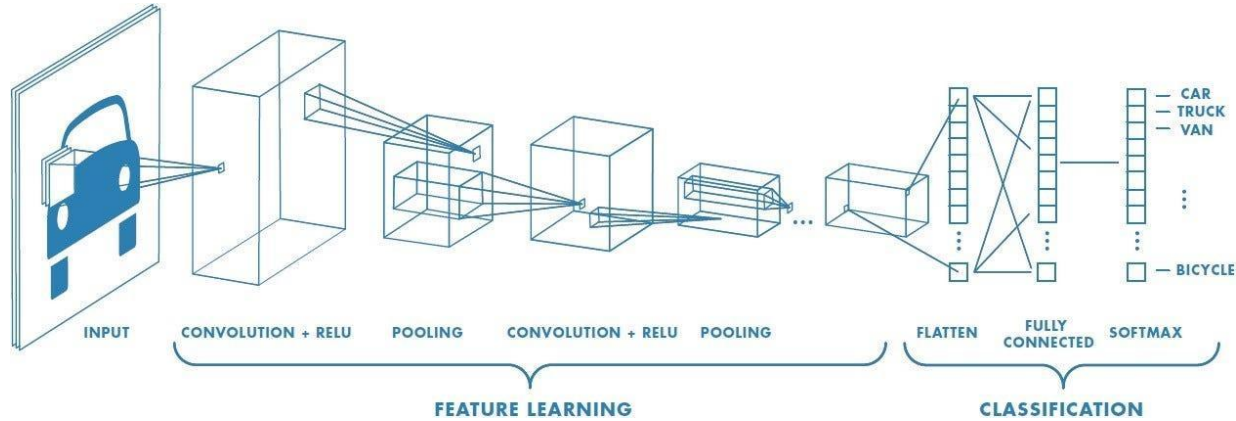 CAR
TRUCK
VAN
BICYCLE
INPUT
CONVOLUTION + RELU
POOLING
CONVOLUTION + RELU
POOLING
FLATTEN
FULLY
CONNECTED
SOFTMAX
FEATURE LEARNING
CLASSIFICATION